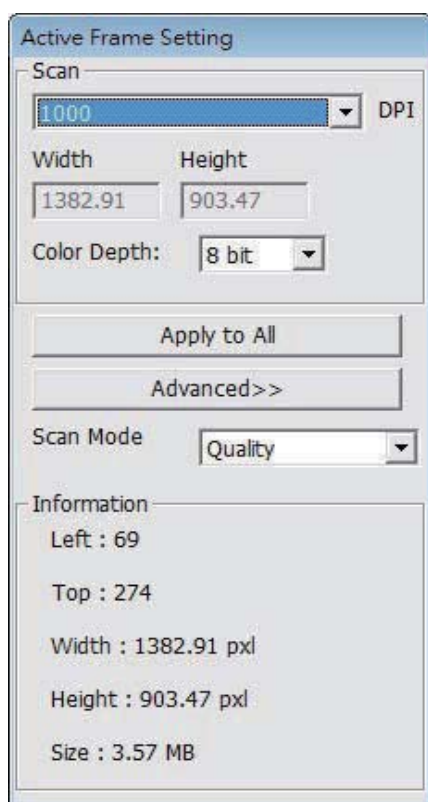 Active Frame Setting
Scan
1000 DPI
Width Height
1382.91 903.47
Color Depth: 8 bit
Apply to All
Advanced>>
Scan Mode Quality
Information
Left : 69
Top : 274
Width : 1382.91 pxl
Height : 903.47 pxl
Size : 3.57 MB